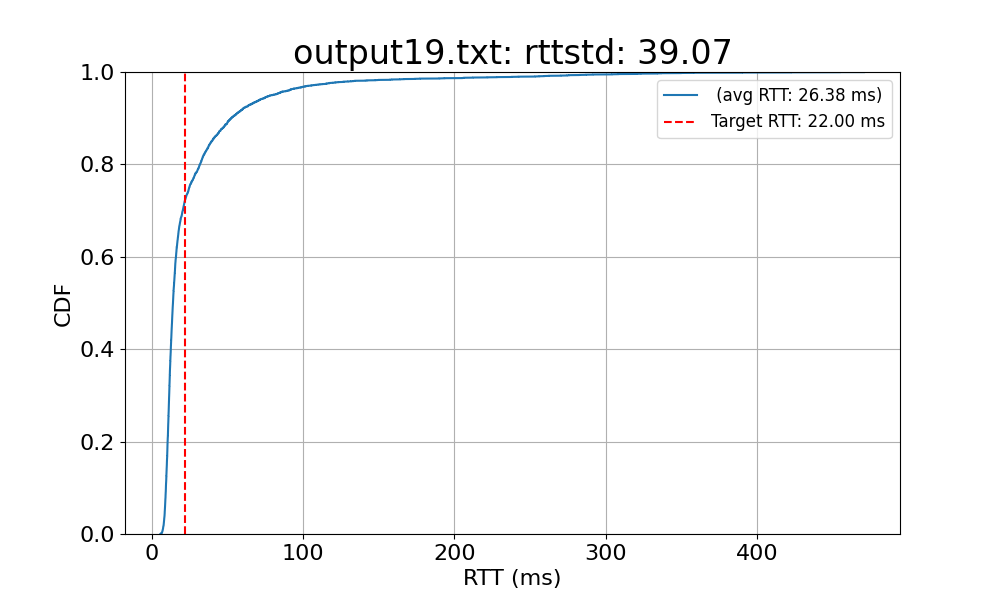 output19.txt: rttstd: 39.07
(avg RTT: 26.38 ms)
Target RTT: 22.00 ms
1.0
0.8
0.6
0.4
0.2
0.0
CDF
0 100 200 300 400
RTT (ms)